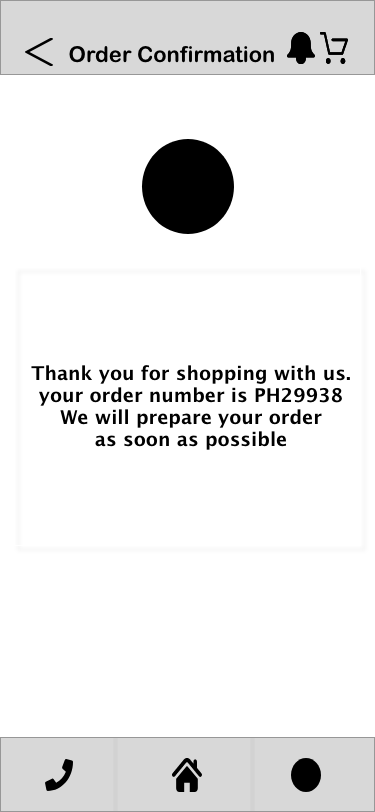 Order Confirmation
Thank you for shopping with us.
your order number is PH29938
We will prepare your order
as soon as possible